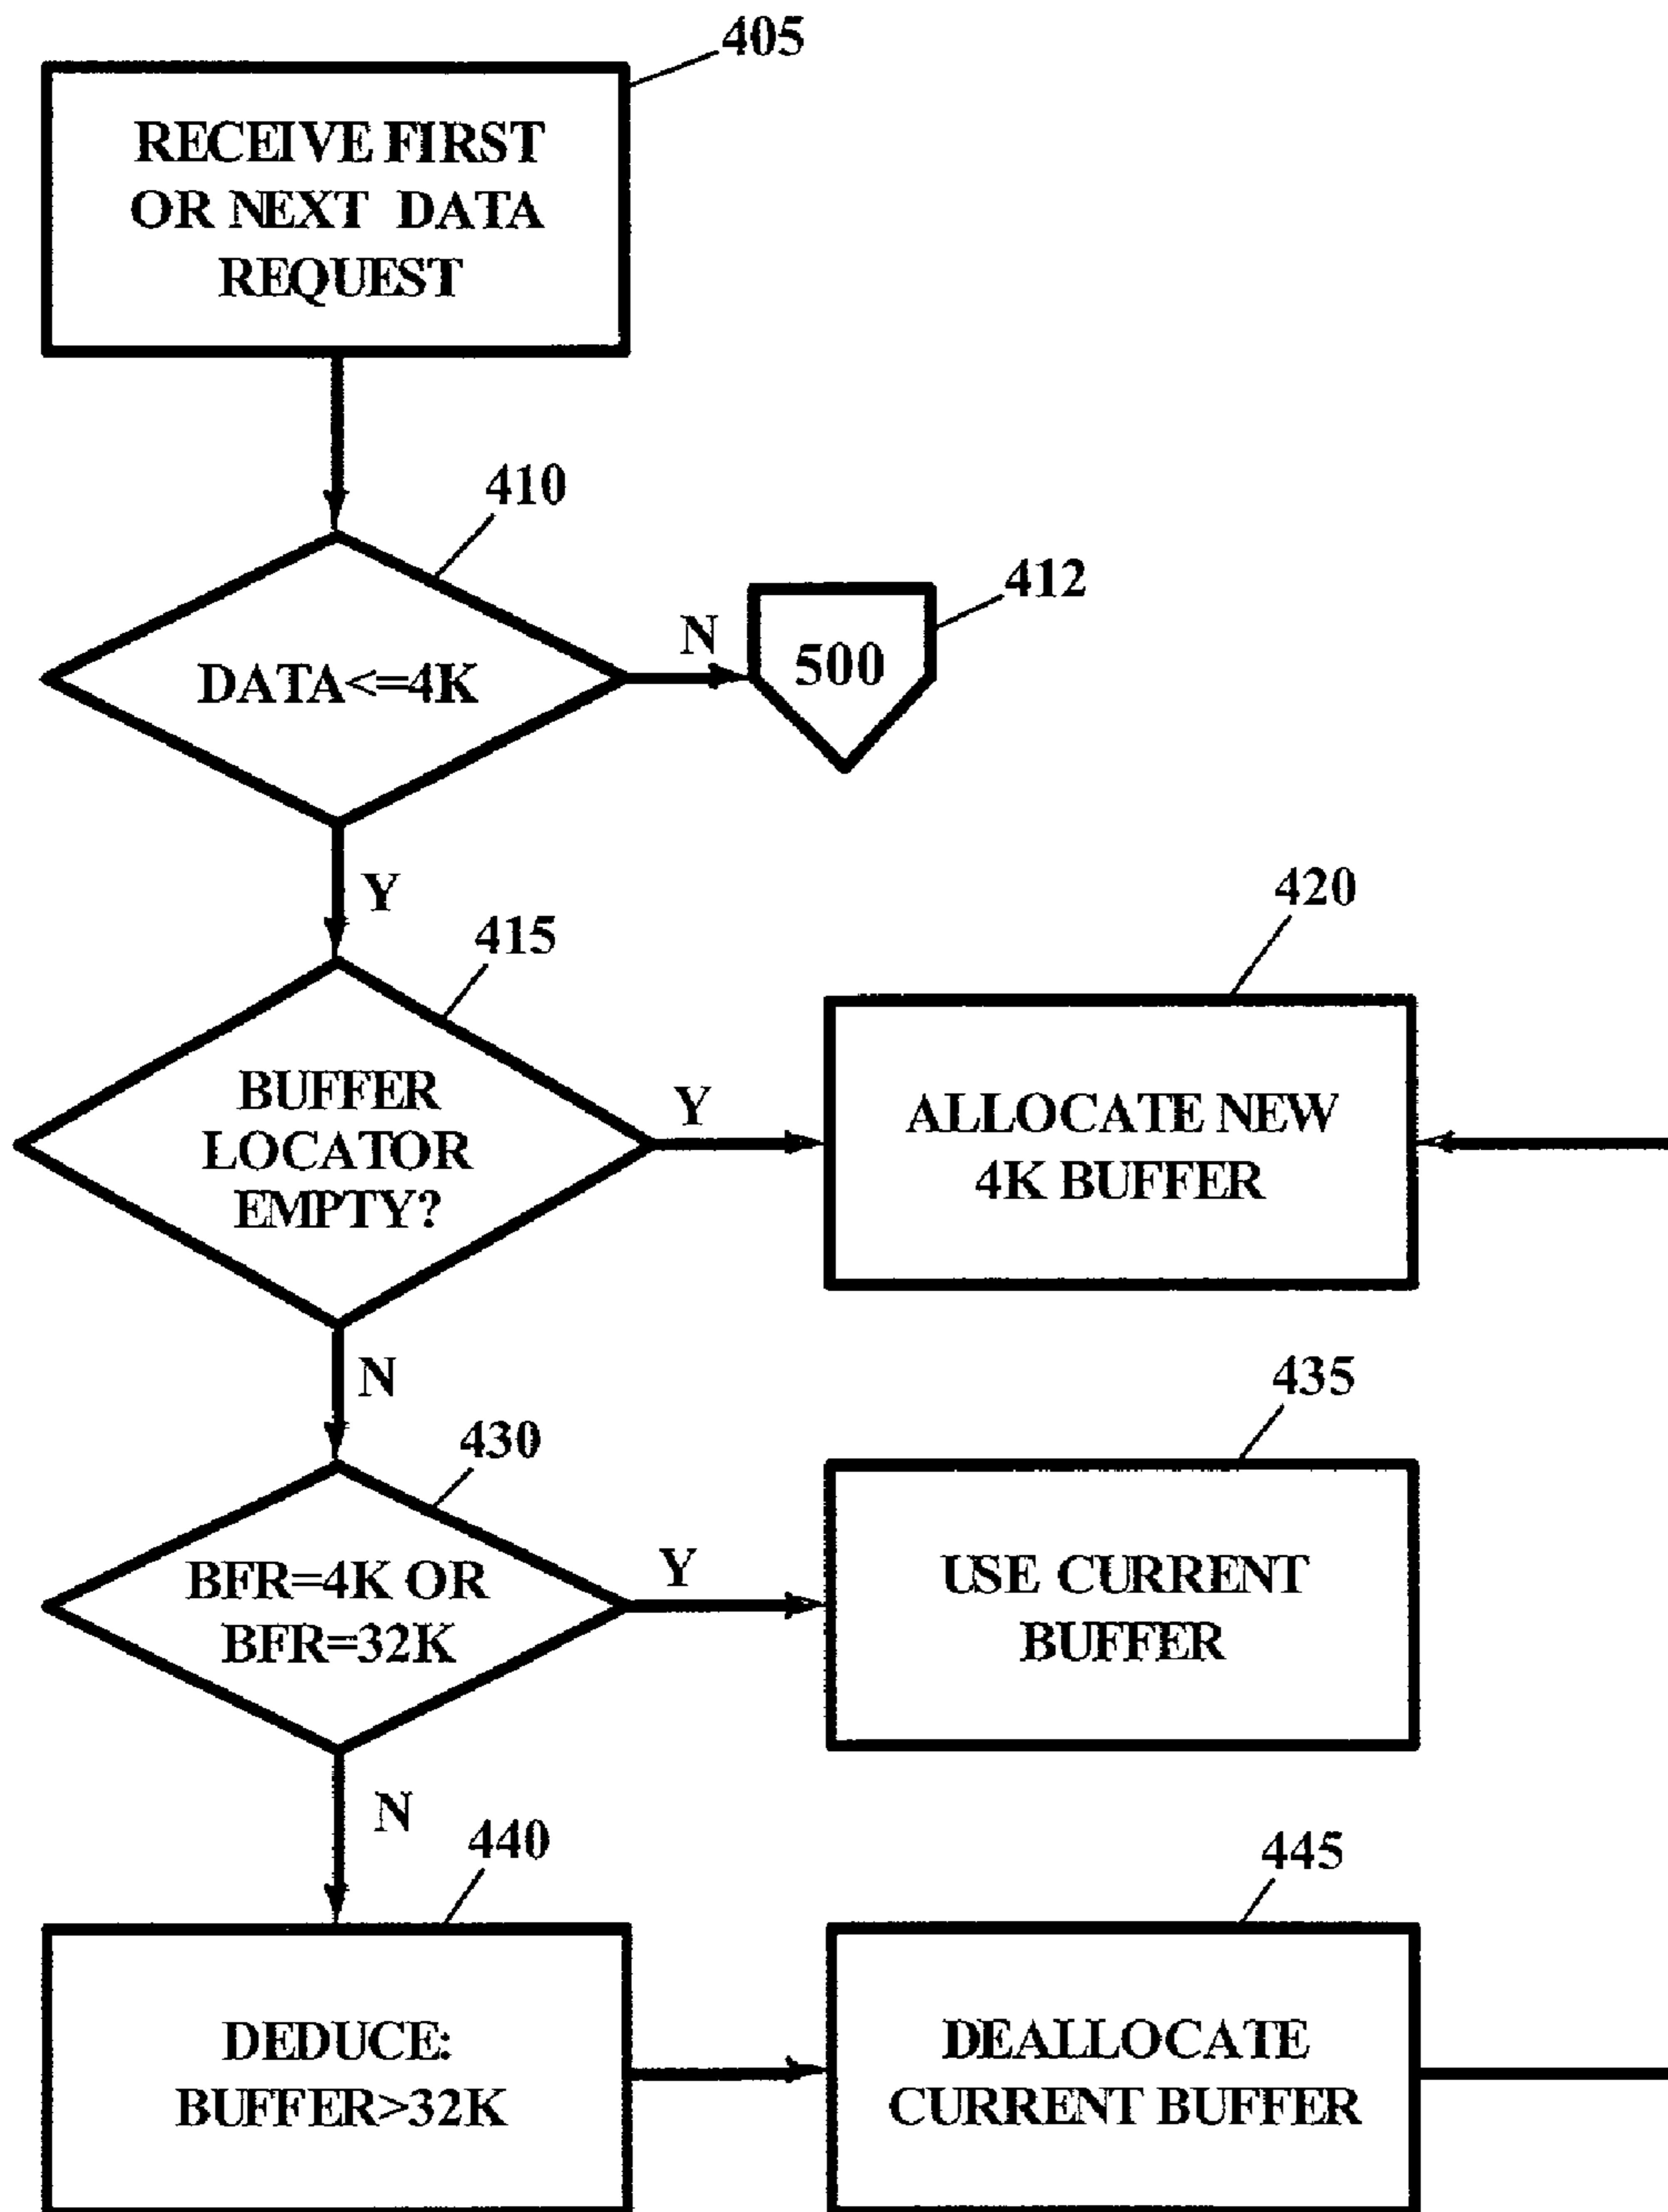 405
RECEIVE FIRST
OR NEXT DATA
REQUEST
410
DATA<=4K
N
500
412
Y
415
BUFFER
LOCATOR
EMPTY?
Y
420
ALLOCATE NEW
4K BUFFER
N
430
BFR=4K OR
BFR=32K
Y
435
USE CURRENT
BUFFER
N
440
DEDUCE:
BUFFER>32K
445
DEALLOCATE
CURRENT BUFFER